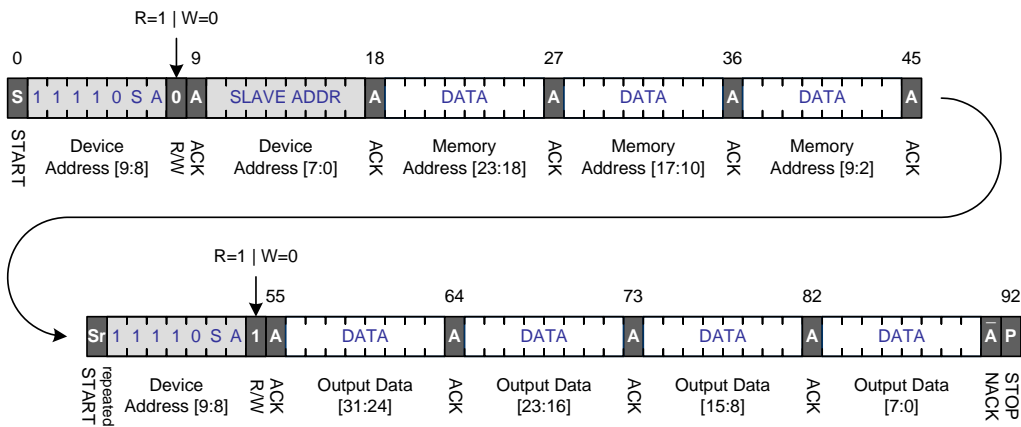 R=1 | W=0
0 9 18 27 36 45
S 1 1 1 1 0 S A 0 A SLAVE ADDR A DATA A DATA A DATA A
START Device Address [9:8] R/W ACK Device Address [7:0] ACK Memory Address [23:18] ACK Memory Address [17:10] ACK Memory Address [9:2] ACK
R=1 | W=0
55 64 73 82 92
Sr 1 1 1 1 0 S A 1 A DATA A DATA A DATA A DATA A̅ P
repeated START Device Address [9:8] R/W ACK Output Data [31:24] ACK Output Data [23:16] ACK Output Data [15:8] ACK Output Data [7:0] NACK STOP